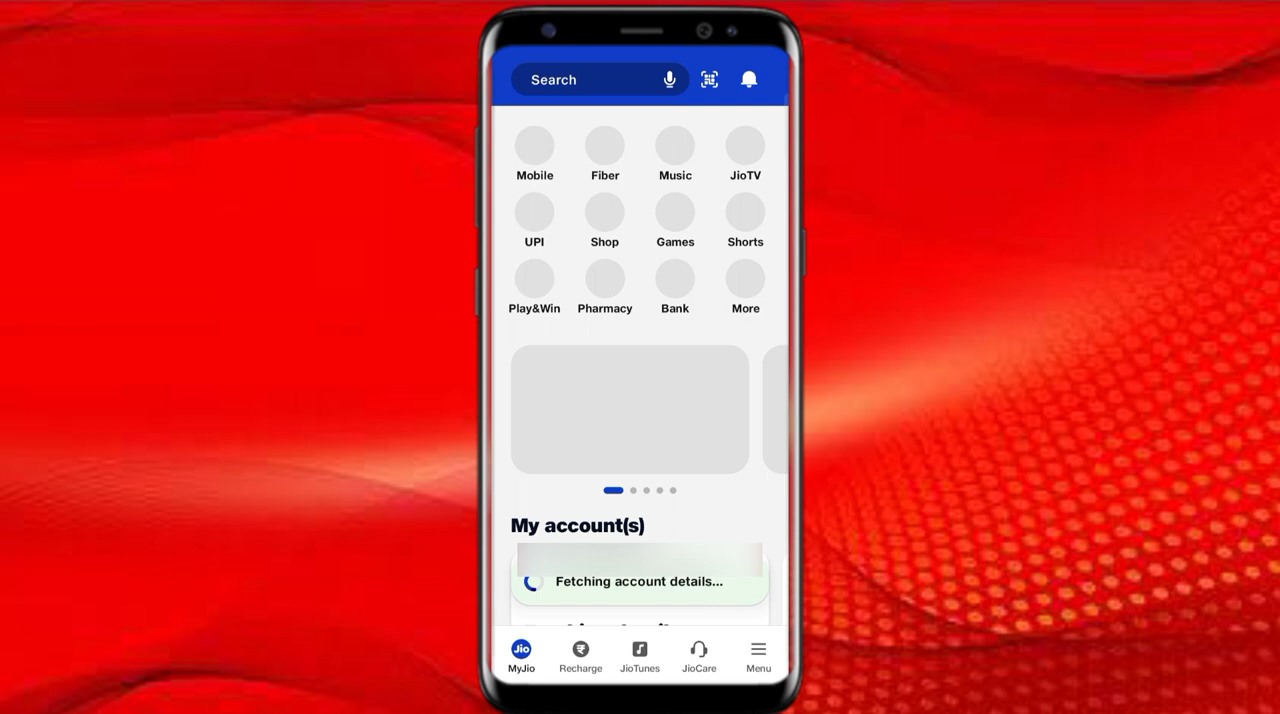 Search
Mobile Fiber Music JioTV
UPI Shop Games Shorts
Play&Win Pharmacy Bank More
My account(s)
Fetching account details...
Jio
MyJio Recharge JioTunes JioCare Menu